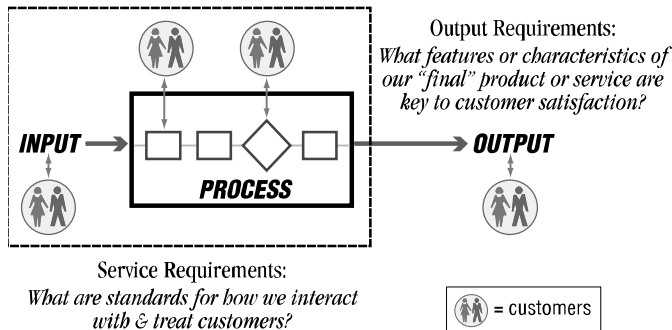 Output Requirements:
What features or characteristics of
our “final” product or service are
key to customer satisfaction?
INPUT
OUTPUT
PROCESS
Service Requirements:
What are standards for how we interact
with & treat customers?
= customers